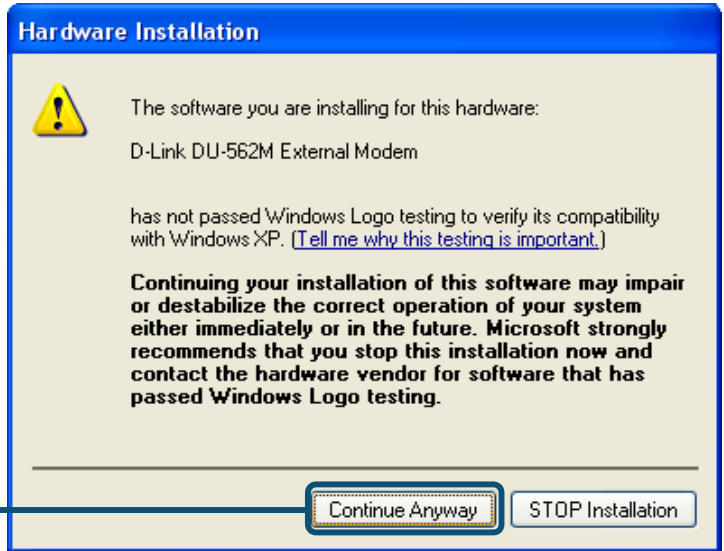 Hardware Installation
The software you are installing for this hardware:
D-Link DU-562M External Modem
has not passed Windows Logo testing to verify its compatibility
with Windows XP. (Tell me why this testing is important.)
Continuing your installation of this software may impair
or destabilize the correct operation of your system
either immediately or in the future. Microsoft strongly
recommends that you stop this installation now and
contact the hardware vendor for software that has
passed Windows Logo testing.
Continue Anyway
STOP Installation